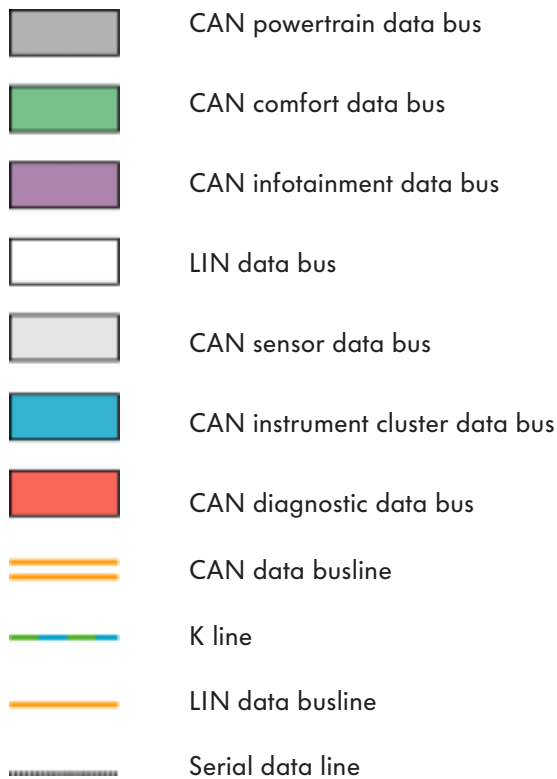 CAN powertrain data bus
CAN comfort data bus
CAN infotainment data bus
LIN data bus
CAN sensor data bus
CAN instrument cluster data bus
CAN diagnostic data bus
CAN data busline
K line
LIN data busline
Serial data line